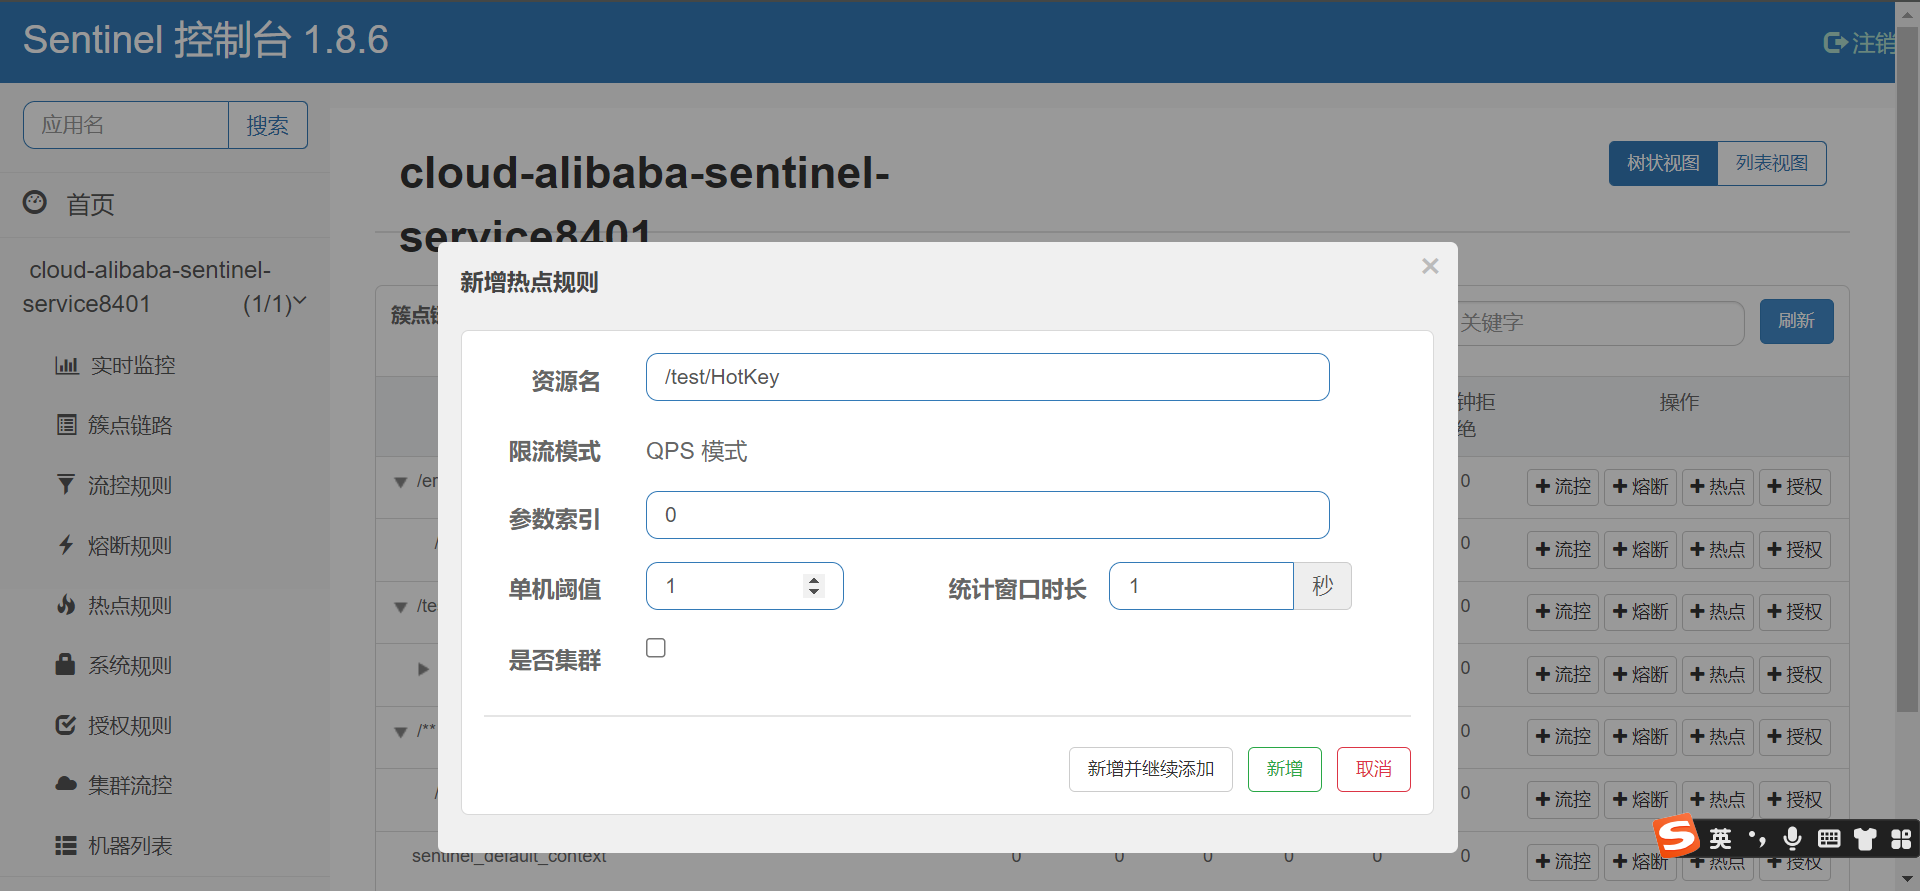 Sentinel 控制台 1.8.6
注销
应用名
搜索
首页
cloud-alibaba-sentinel-
service8401 (1/1)
实时监控
簇点链路
流控规则
熔断规则
热点规则
系统规则
授权规则
集群流控
机器列表
cloud-alibaba-sentinel-
service8401
树状视图
列表视图
簇点
关键字
刷新
钟拒
绝
操作
新增热点规则
×
资源名
/test/HotKey
限流模式
QPS 模式
参数索引
0
单机阈值
1
统计窗口时长
1
秒
是否集群
新增并继续添加
新增
取消
/er
0 流控 熔断 热点 授权
/
0 流控 熔断 热点 授权
/te
0 流控 熔断 热点 授权
0 流控 熔断 热点 授权
/**
0 流控 熔断 热点 授权
/
0 流控 熔断 热点 授权
sentinel_default_context 0 0 0 0 0 0 流控 熔断 热点 授权
英